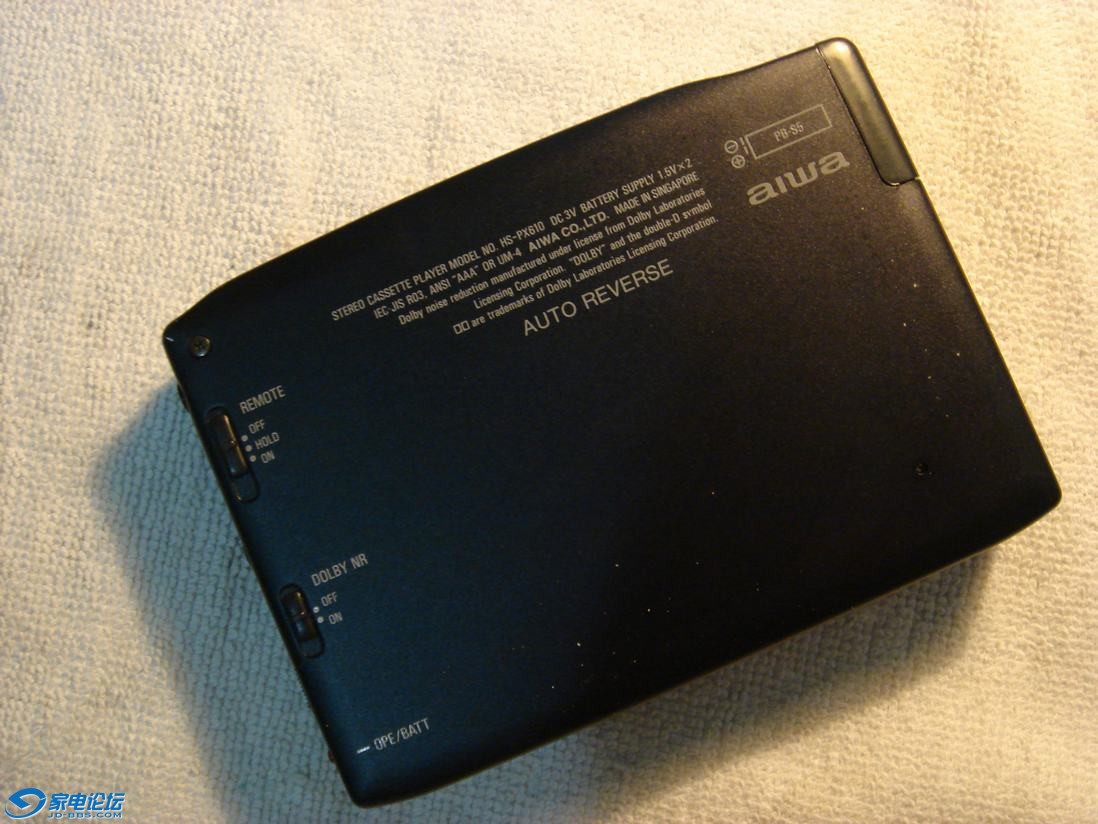 PB-S5
aiwa
STEREO CASSETTE PLAYER MODEL NO. HS-PX610 DC 3V BATTERY SUPPLY 1.5V×2
IEC-JIS R03, ANSI "AAA" OR UM-4 AIWA CO.,LTD. MADE IN SINGAPORE
Dolby noise reduction manufactured under license from Dolby Laboratories
Licensing Corporation. "DOLBY" and the double-D symbol
are trademarks of Dolby Laboratories Licensing Corporation.
AUTO REVERSE
REMOTE
OFF
HOLD
ON
DOLBY NR
OFF
ON
OPE/BATT
家电论坛
JD-BBS.COM